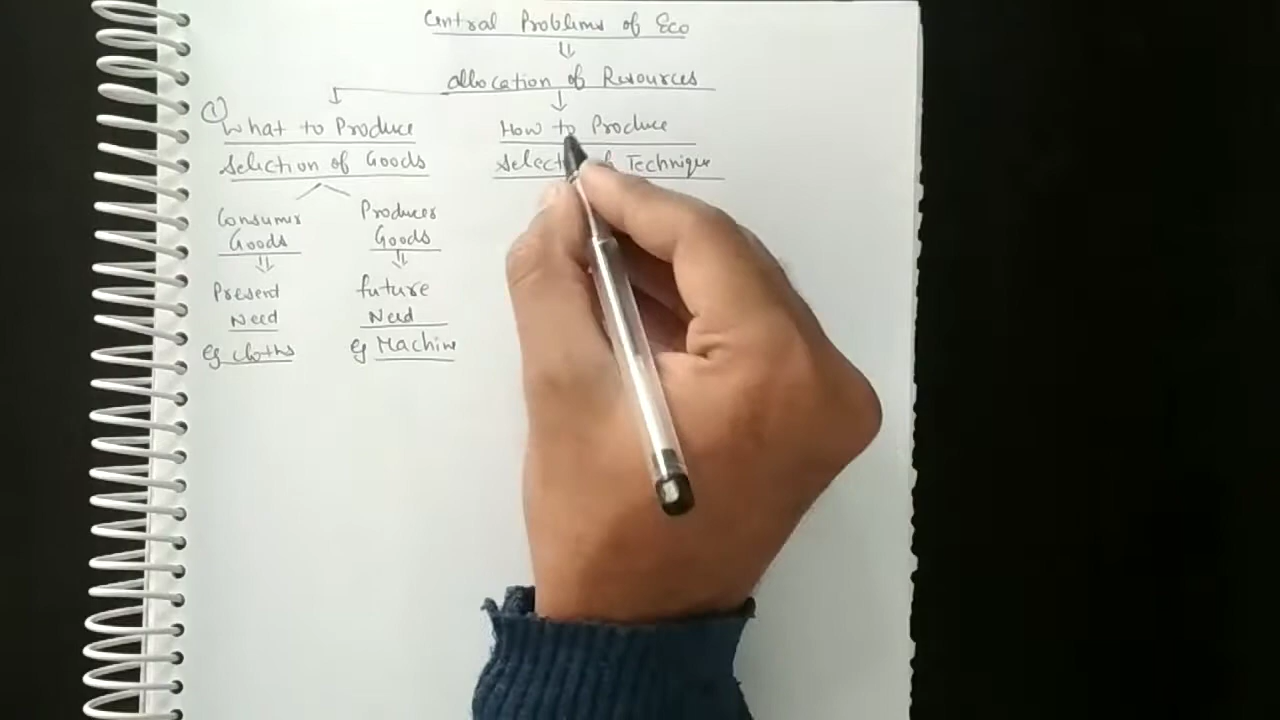 Central Problems of Eco
⇓
allocation of Resources
① What to Produce
Selection of Goods
Consumer Goods
⇓
Present Need
eg Cloths
Producer Goods
⇓
future Need
eg Machine
How to Produce
Technique